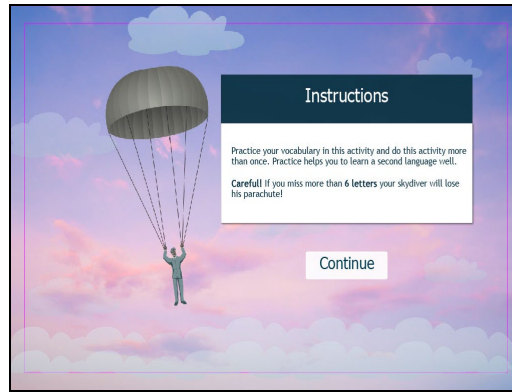 Instructions
Practice your vocabulary in this activity and do this activity more
than once. Practice helps you to learn a second language well.
Careful! If you miss more than 6 letters your skydiver will lose
his parachute!
Continue